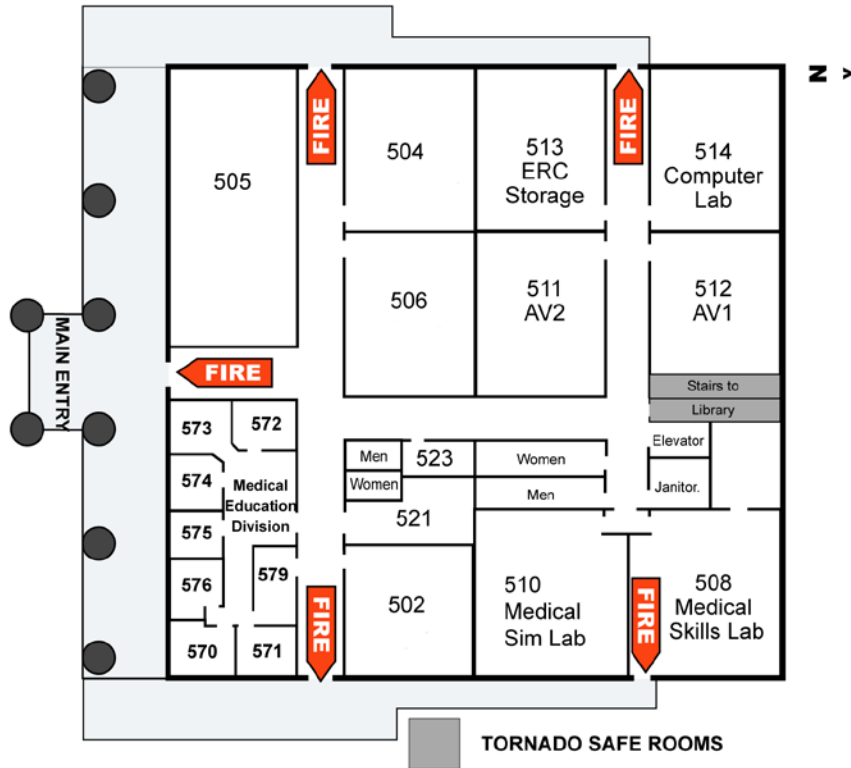 FIRE
FIRE
N
505
504
513
ERC
Storage
514
Computer
Lab
506
511
AV2
512
AV1
MAIN ENTRY
FIRE
Stairs to
Library
573
572
Men
523
Women
Elevator
574
Medical
Education
Division
Women
Men
Janitor.
575
521
576
579
502
510
Medical
Sim Lab
508
Medical
Skills Lab
FIRE
FIRE
570
571
TORNADO SAFE ROOMS